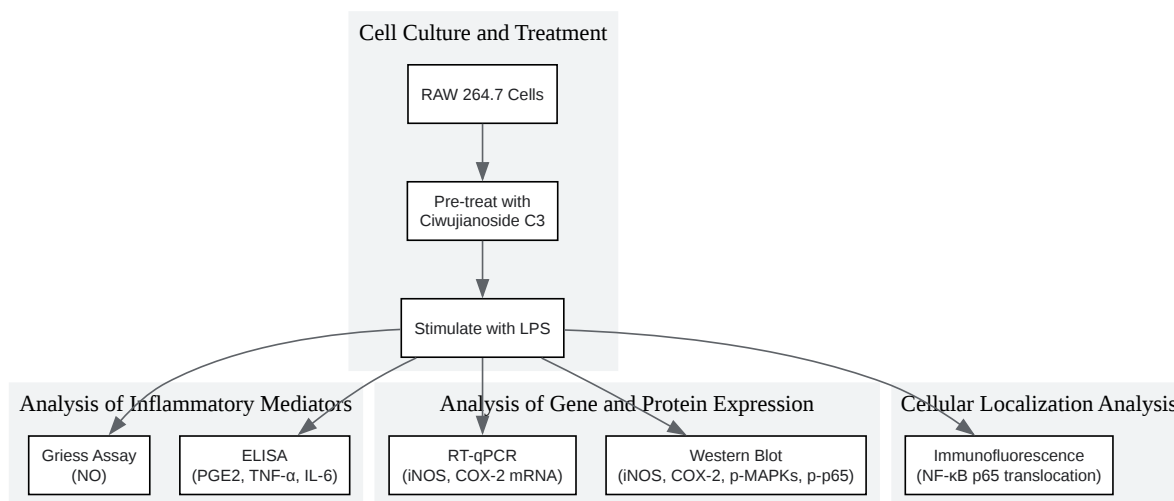 Cell Culture and Treatment
RAW 264.7 Cells
Pre-treat with
Ciwujianoside C3
Stimulate with LPS
Analysis of Inflammatory Mediators
Griess Assay
(NO)
ELISA
(PGE2, TNF-α, IL-6)
Analysis of Gene and Protein Expression
RT-qPCR
(iNOS, COX-2 mRNA)
Western Blot
(iNOS, COX-2, p-MAPKs, p-p65)
Cellular Localization Analysis
Immunofluorescence
(NF-κB p65 translocation)